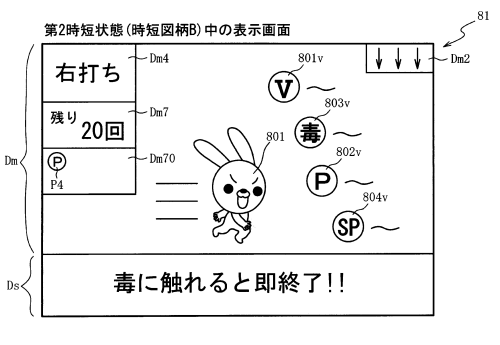 第2時短状態(時短図柄B)中の表示画面
81
右打ち
Dm4
801v
V
Dm2
残り
20回
Dm7
803v
毒
801
802v
P
Dm
P
Dm70
P4
804v
SP
Ds
毒に触れると即終了!!